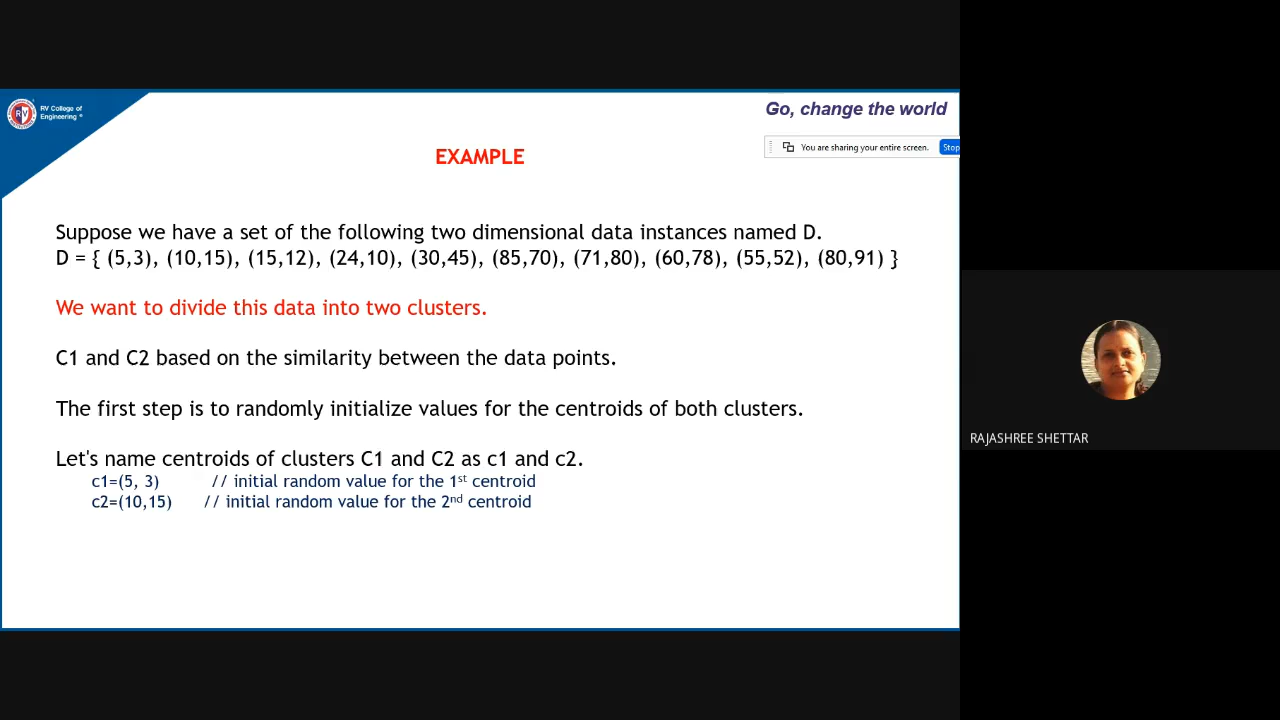 RV College of
Engineering ®
Go, change the world
You are sharing your entire screen.
Stop
EXAMPLE
Suppose we have a set of the following two dimensional data instances named D.
D = { (5,3), (10,15), (15,12), (24,10), (30,45), (85,70), (71,80), (60,78), (55,52), (80,91) }
We want to divide this data into two clusters.
C1 and C2 based on the similarity between the data points.
The first step is to randomly initialize values for the centroids of both clusters.
Let's name centroids of clusters C1 and C2 as c1 and c2.
c1=(5, 3) // initial random value for the 1st centroid
c2=(10,15) // initial random value for the 2nd centroid
RAJASHREE SHETTAR